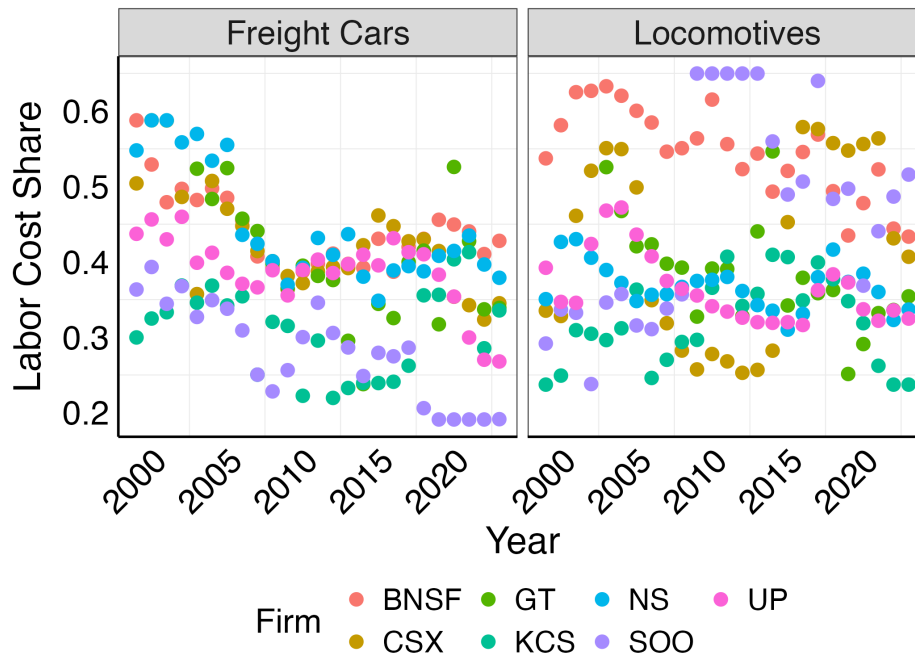 Freight Cars Locomotives
Labor Cost Share
0.6
0.5
0.4
0.3
0.2
2000 2005 2010 2015 2020 2000 2005 2010 2015 2020
Year
Firm
BNSF GT NS UP
CSX KCS SOO